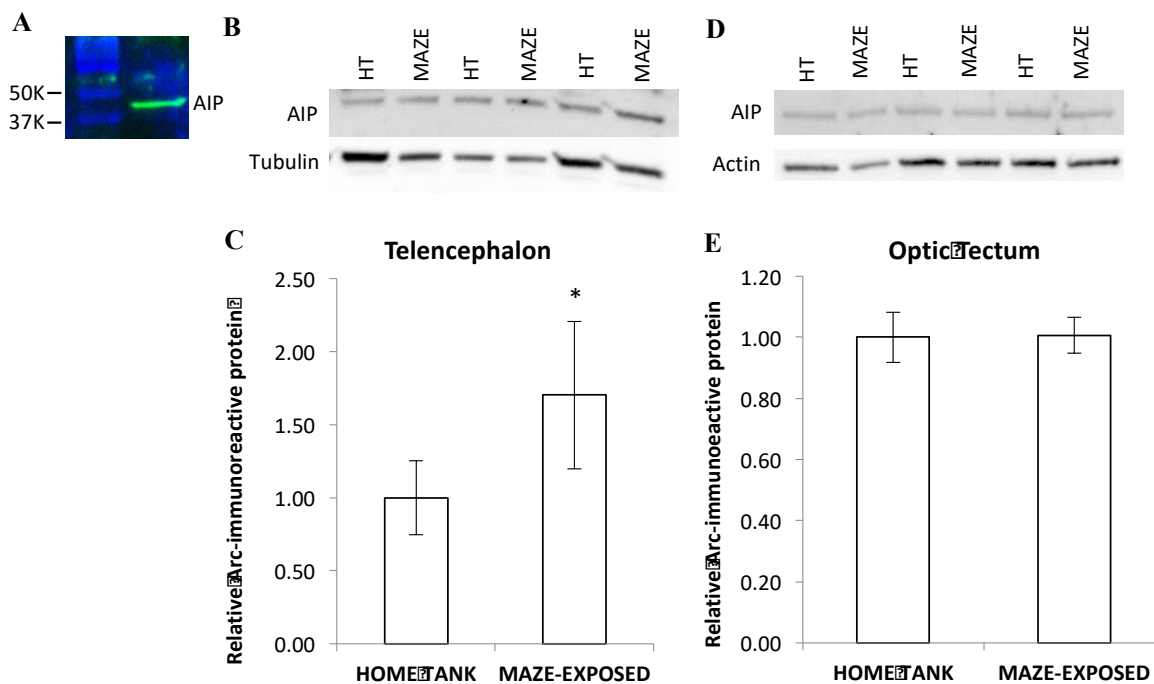 A
50K
37K
AIP
B
HT
MAZE
HT
MAZE
HT
MAZE
AIP
Tubulin
D
HT
MAZE
HT
MAZE
HT
MAZE
AIP
Actin
C
Telencephalon
Relative⍰Arc-immunoreactive protein⍰
2.50
2.00
1.50
1.00
0.50
0.00
*
HOME⍰TANK
MAZE-EXPOSED
E
Optic⍰Tectum
Relative⍰Arc-immunoeactive protein
1.20
1.00
0.80
0.60
0.40
0.20
0.00
HOME⍰TANK
MAZE-EXPOSED